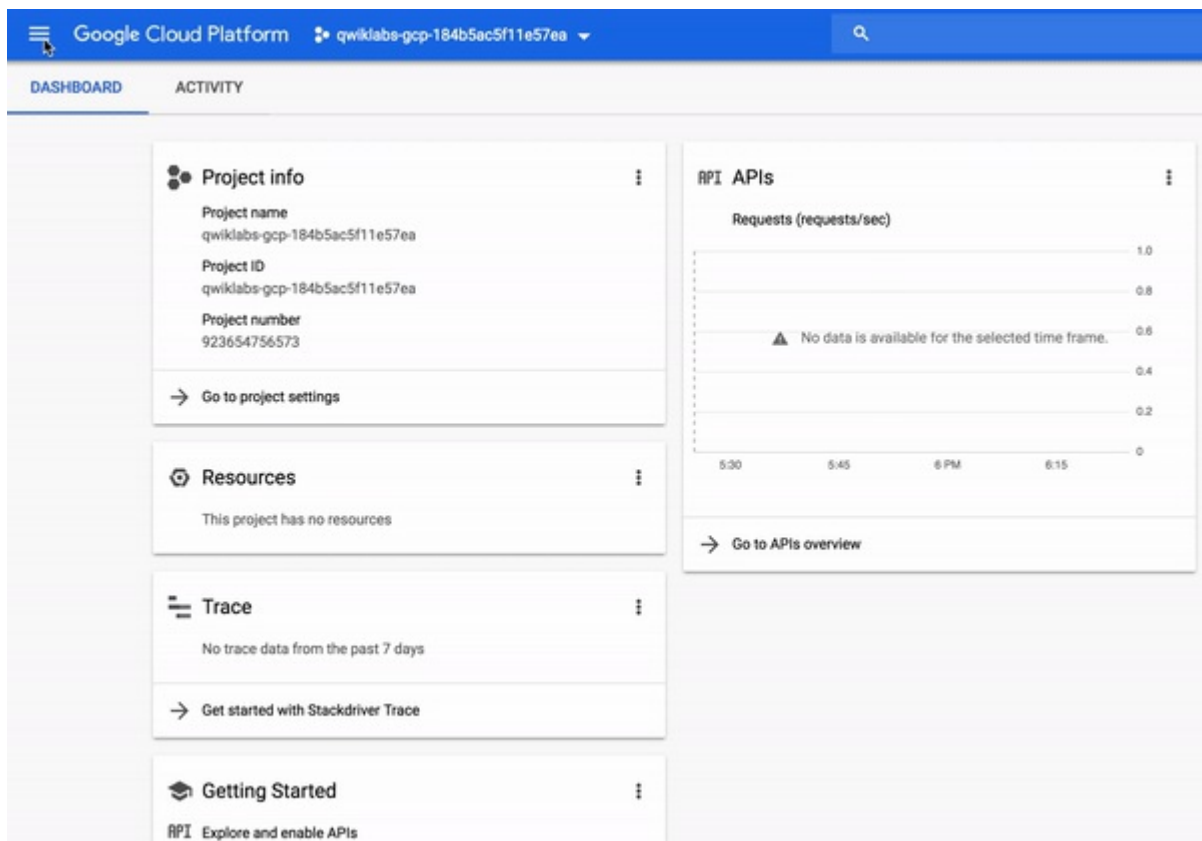 Google Cloud Platform qwiklabs-gcp-184b5ac5f11e57ea
DASHBOARD ACTIVITY
Project info
Project name
qwiklabs-gcp-184b5ac5f11e57ea
Project ID
qwiklabs-gcp-184b5ac5f11e57ea
Project number
923654756573
Go to project settings
Resources
This project has no resources
Trace
No trace data from the past 7 days
Get started with Stackdriver Trace
Getting Started
API Explore and enable APIs
API APIs
Requests (requests/sec)
1.0
0.8
No data is available for the selected time frame. 0.6
0.4
0.2
0
5:30 5:45 6 PM 6:15
Go to APIs overview